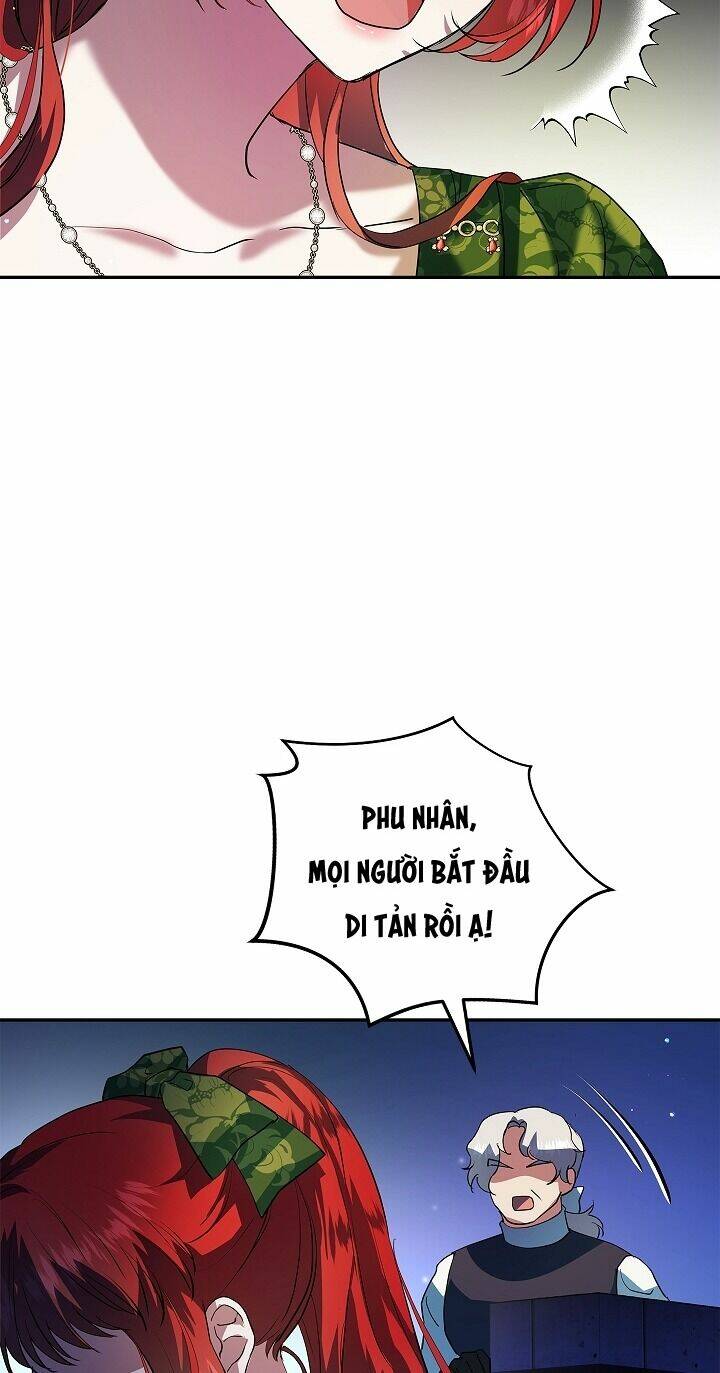 PHU NHÂN,
MỌI NGƯỜI BẮT ĐẦU
DI TẢN RỒI Ạ!